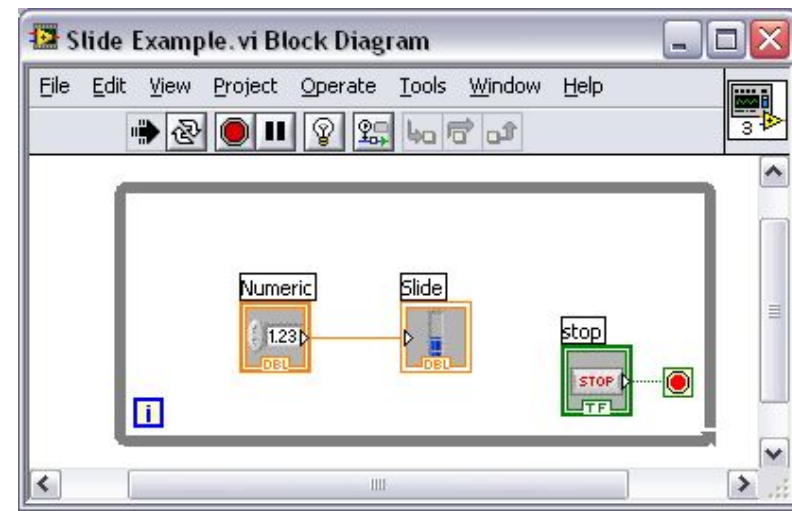 Slide Example.vi Block Diagram
File Edit View Project Operate Tools Window Help
3
Numeric
1.23
DBL
Slide
DBL
stop
STOP
TF
i